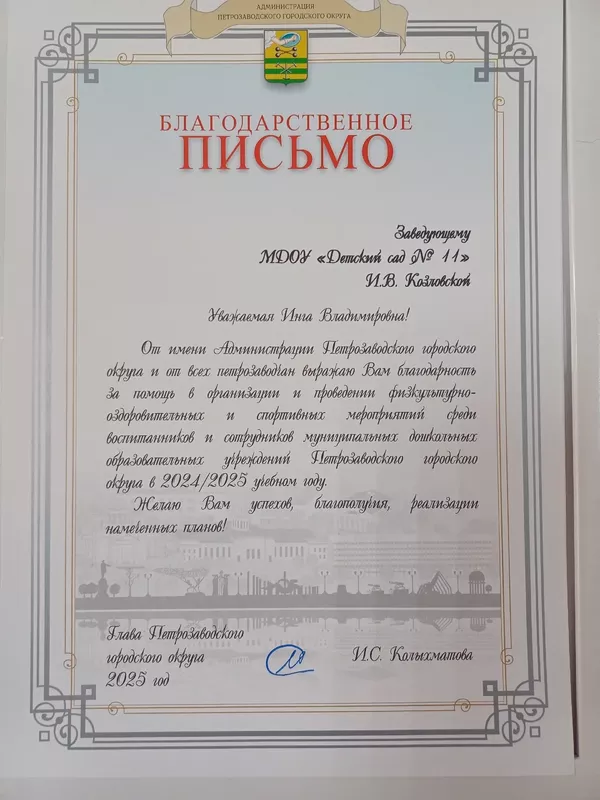 АДМИНИСТРАЦИЯ
ПЕТРОЗАВОДСКОГО ГОРОДСКОГО ОКРУГА
БЛАГОДАРСТВЕННОЕ
ПИСЬМО
Заведующему
МДОУ «Детский сад № 11»
И.В. Козловской
Уважаемая Инга Владимировна!
От имени Администрации Петрозаводского городского
округа и от всех петрозаводчан выражаю Вам благодарность
за помощь в организации и проведении физкультурно-
оздоровительных и спортивных мероприятий среди
воспитанников и сотрудников муниципальных дошкольных
образовательных учреждений Петрозаводского городского
округа в 2024/2025 учебном году.
Желаю Вам успехов, благополучия, реализации
намеченных планов!
Глава Петрозаводского
городского округа И.С. Колыхматова
2025 год